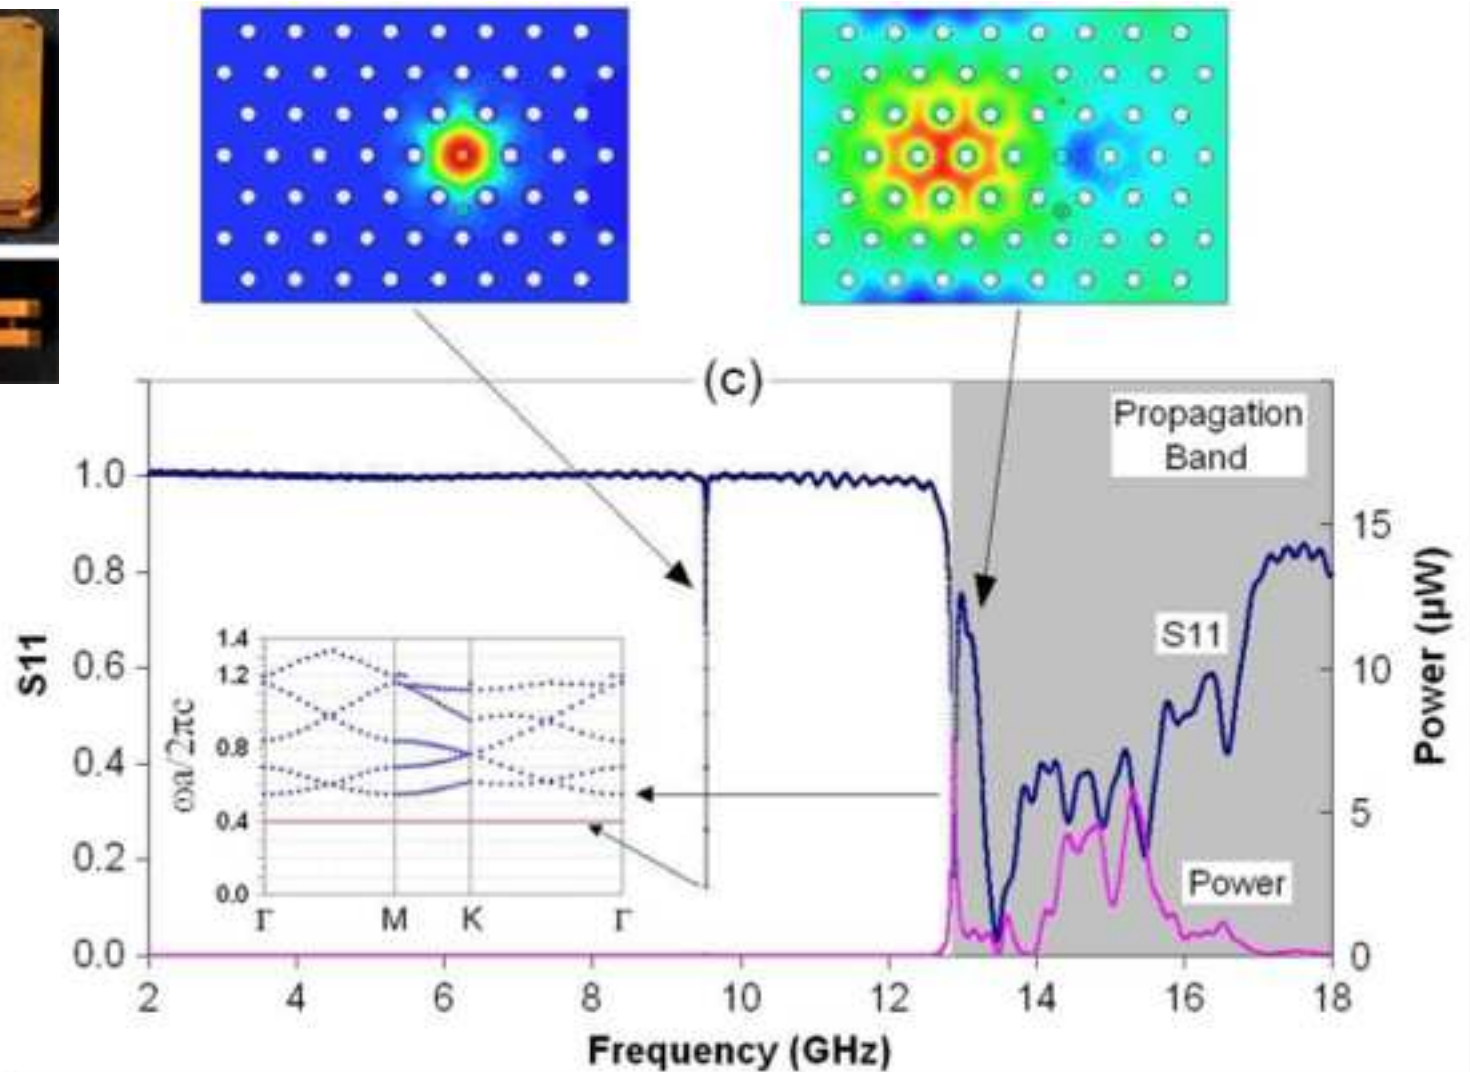 (c)
Propagation
Band
1.0
0.8
0.6
0.4
0.2
0.0
S11
15
10
5
0
Power (µW)
S11
Power
1.4
1.2
0.8
0.4
0.0
ωa/2πc
Γ M K Γ
2 4 6 8 10 12 14 16 18
Frequency (GHz)